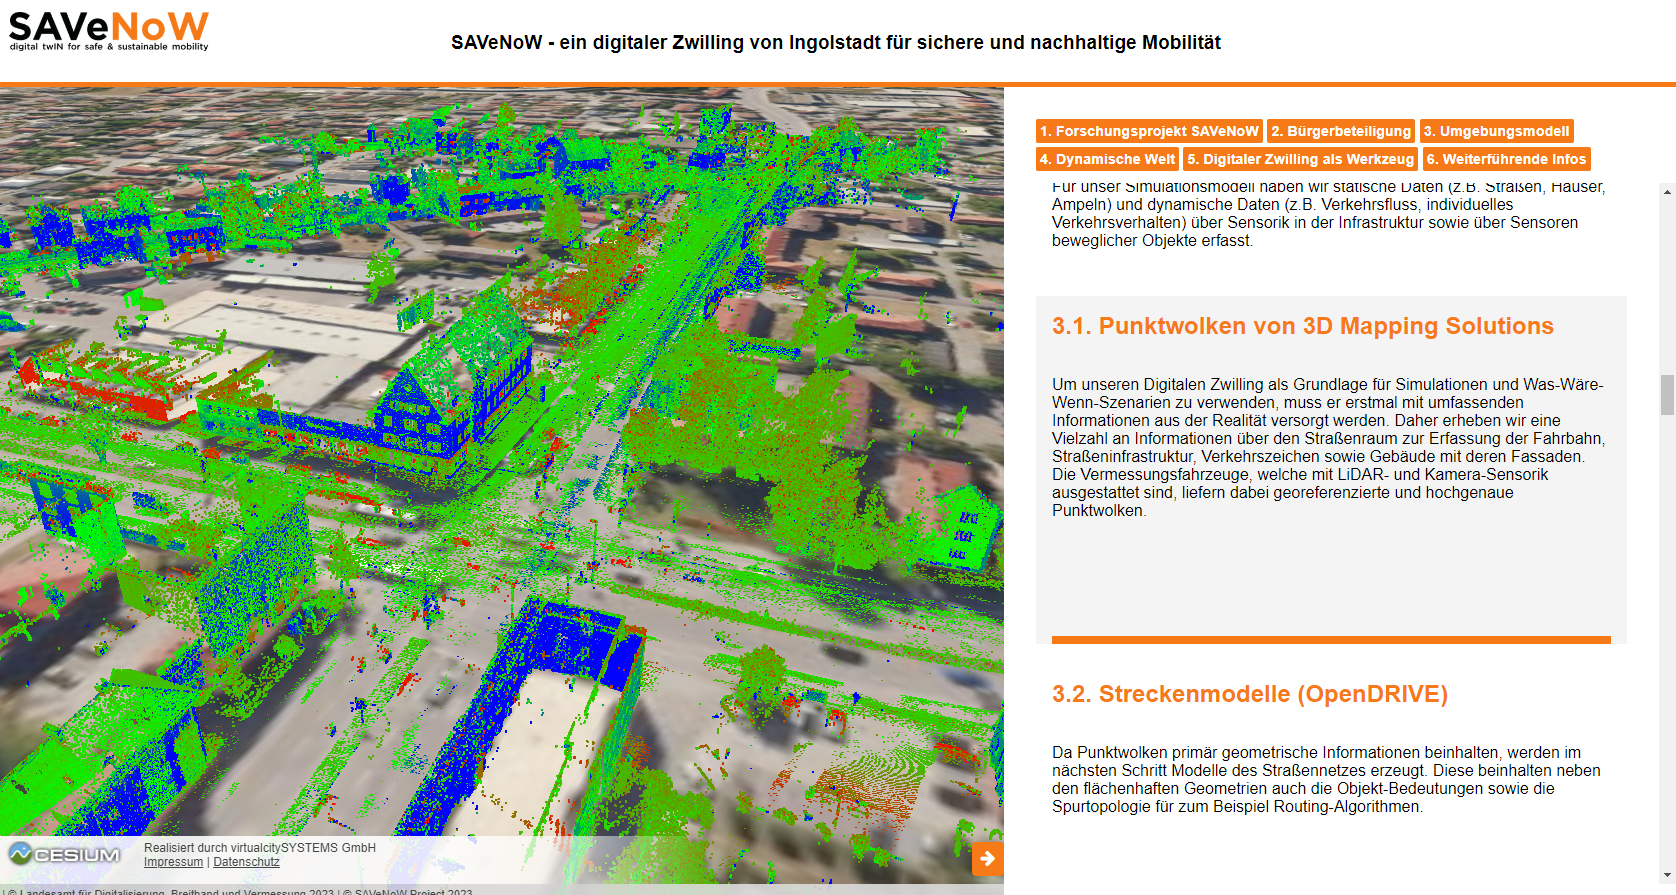 SAVeNoW
digital twIN for safe & sustainable mobility
SAVeNoW - ein digitaler Zwilling von Ingolstadt für sichere und nachhaltige Mobilität
1. Forschungsprojekt SAVeNoW
2. Bürgerbeteiligung
3. Umgebungsmodell
4. Dynamische Welt
5. Digitaler Zwilling als Werkzeug
6. Weiterführende Infos
Für unser Simulationsmodell haben wir statische Daten (z.B. Straßen, Häuser,
Ampeln) und dynamische Daten (z.B. Verkehrsfluss, individuelles
Verkehrsverhalten) über Sensorik in der Infrastruktur sowie über Sensoren
beweglicher Objekte erfasst.
3.1. Punktwolken von 3D Mapping Solutions
Um unseren Digitalen Zwilling als Grundlage für Simulationen und Was-Wäre-
Wenn-Szenarien zu verwenden, muss er erstmal mit umfassenden
Informationen aus der Realität versorgt werden. Daher erheben wir eine
Vielzahl an Informationen über den Straßenraum zur Erfassung der Fahrbahn,
Straßeninfrastruktur, Verkehrszeichen sowie Gebäude mit deren Fassaden.
Die Vermessungsfahrzeuge, welche mit LiDAR- und Kamera-Sensorik
ausgestattet sind, liefern dabei georeferenzierte und hochgenaue
Punktwolken.
3.2. Streckenmodelle (OpenDRIVE)
Da Punktwolken primär geometrische Informationen beinhalten, werden im
nächsten Schritt Modelle des Straßennetzes erzeugt. Diese beinhalten neben
den flächenhaften Geometrien auch die Objekt-Bedeutungen sowie die
Spurtopologie für zum Beispiel Routing-Algorithmen.
CESIUM
Realisiert durch virtualcitySYSTEMS GmbH
Impressum | Datenschutz
| © Landesamt für Digitalisierung, Breitband und Vermessung 2023 | © SAVeNoW Project 2023